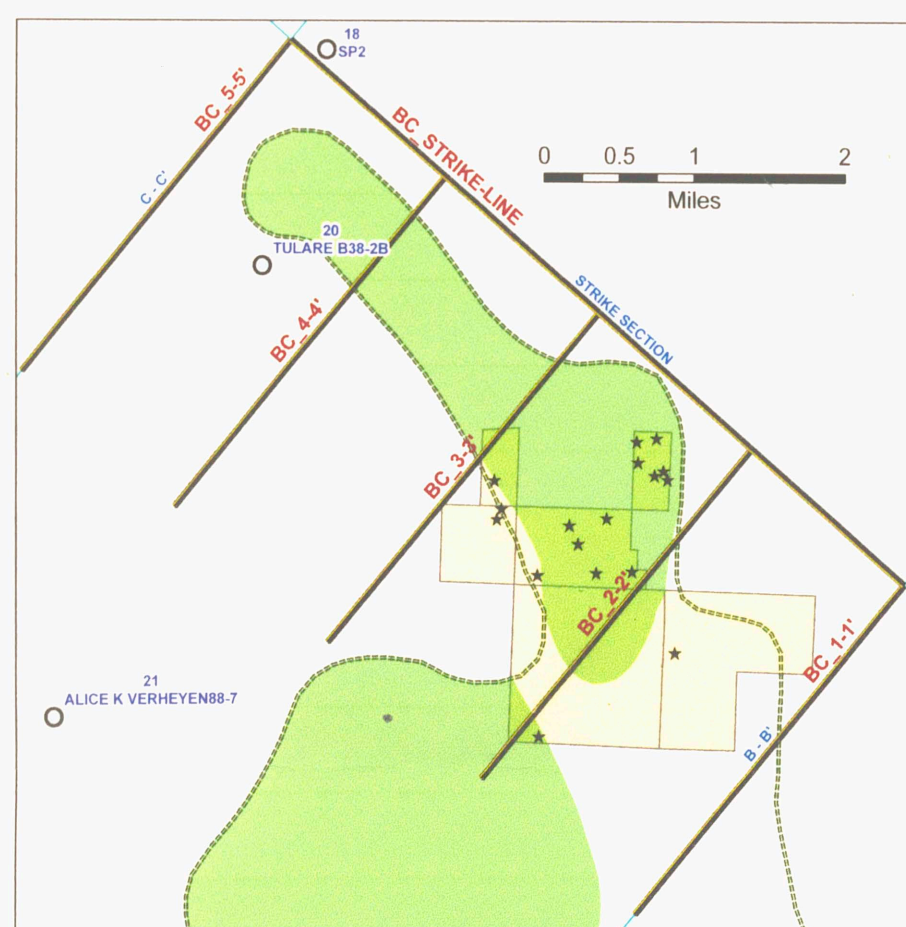 18
SP2
BC_5-5'
BC_STRIKE-LINE
0 0.5 1 2
Miles
C - C'
20
TULARE B38-2B
STRIKE SECTION
BC_4-4'
BC_3-3'
BC_2-2'
BC_1-1'
21
ALICE K VERHEYEN88-7
B - B'